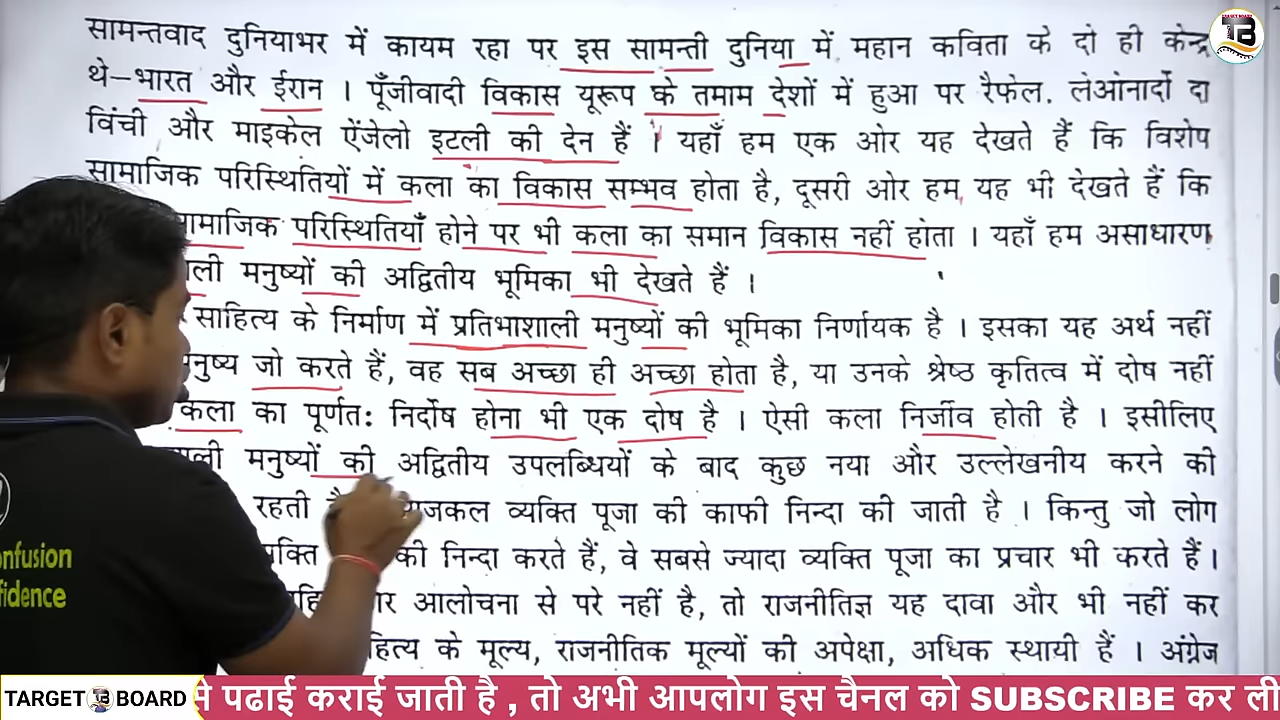 सामन्तवाद दुनियाभर में कायम रहा पर इस सामन्ती दुनिया में महान कविता के दो ही केन्द्र
थे–भारत और ईरान । पूँजीवादी विकास यूरूप के तमाम देशों में हुआ पर रैफेल. लेओनार्दो दा
विंची और माइकेल ऐंजेलो इटली की देन हैं । यहाँ हम एक ओर यह देखते हैं कि विशेष
सामाजिक परिस्थितियों में कला का विकास सम्भव होता है, दूसरी ओर हम यह भी देखते हैं कि
परिस्थितियाँ होने पर भी कला का समान विकास नहीं होता । यहाँ हम असाधारण
मनुष्यों की अद्वितीय भूमिका भी देखते हैं ।
साहित्य के निर्माण में प्रतिभाशाली मनुष्यों की भूमिका निर्णायक है । इसका यह अर्थ नहीं
जो करते हैं, वह सब अच्छा ही अच्छा होता है, या उनके श्रेष्ठ कृतित्व में दोष नहीं
कला का पूर्णतः निर्दोष होना भी एक दोष है । ऐसी कला निर्जीव होती है । इसीलिए
मनुष्यों की अद्वितीय उपलब्धियों के बाद कुछ नया और उल्लेखनीय करने की
रहती व्यक्ति पूजा की काफी निन्दा की जाती है । किन्तु जो लोग
की निन्दा करते हैं, वे सबसे ज्यादा व्यक्ति पूजा का प्रचार भी करते हैं ।
आलोचना से परे नहीं है, तो राजनीतिज्ञ यह दावा और भी नहीं कर
के मूल्य, राजनीतिक मूल्यों की अपेक्षा, अधिक स्थायी हैं । अंग्रेज
TARGET BOARD
से पढाई कराई जाती है , तो अभी आपलोग इस चैनल को SUBSCRIBE कर ली